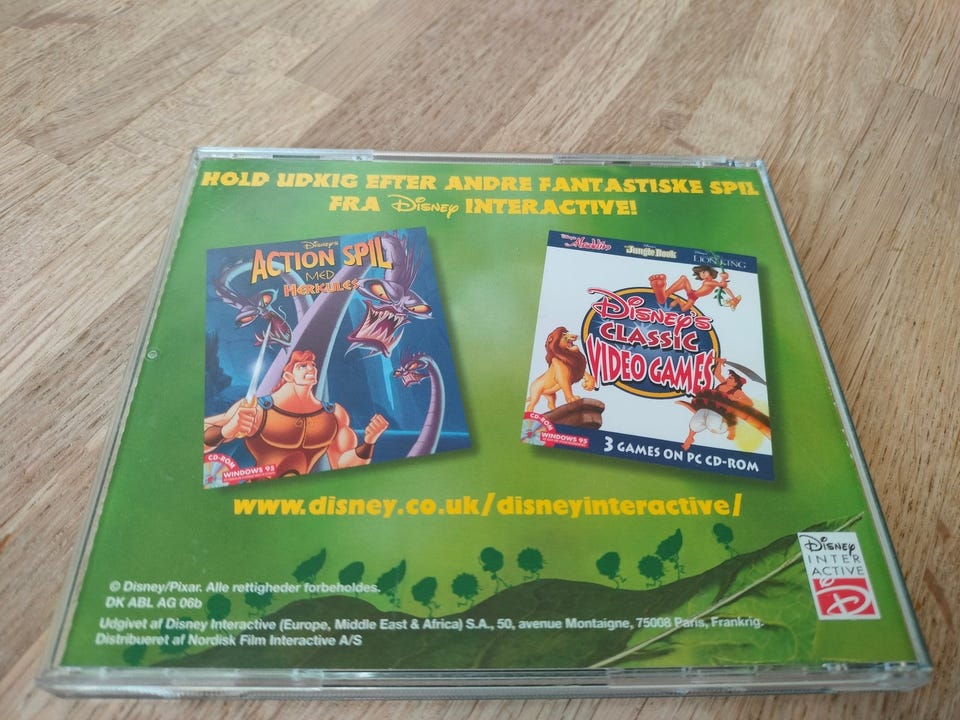 HOLD UDKIG EFTER ANDRE FANTASTISKE SPIL
FRA Disney INTERACTIVE!
Disney's
ACTION SPIL
MED
HERKULES
CD-ROM
WINDOWS 95
Disney's Aladdin
The Jungle Book
THE LION KING
DISNEY'S
CLASSIC
VIDEO GAMES
CD-ROM
WINDOWS 95
3 GAMES ON PC CD-ROM
www.disney.co.uk/disneyinteractive/
DISNEY
INTER
ACTIVE
D
© Disney/Pixar. Alle rettigheder forbeholdes.
DK ABL AG 06b
Udgivet af Disney Interactive (Europe, Middle East & Africa) S.A., 50, avenue Montaigne, 75008 Paris, Frankrig.
Distribueret af Nordisk Film Interactive A/S